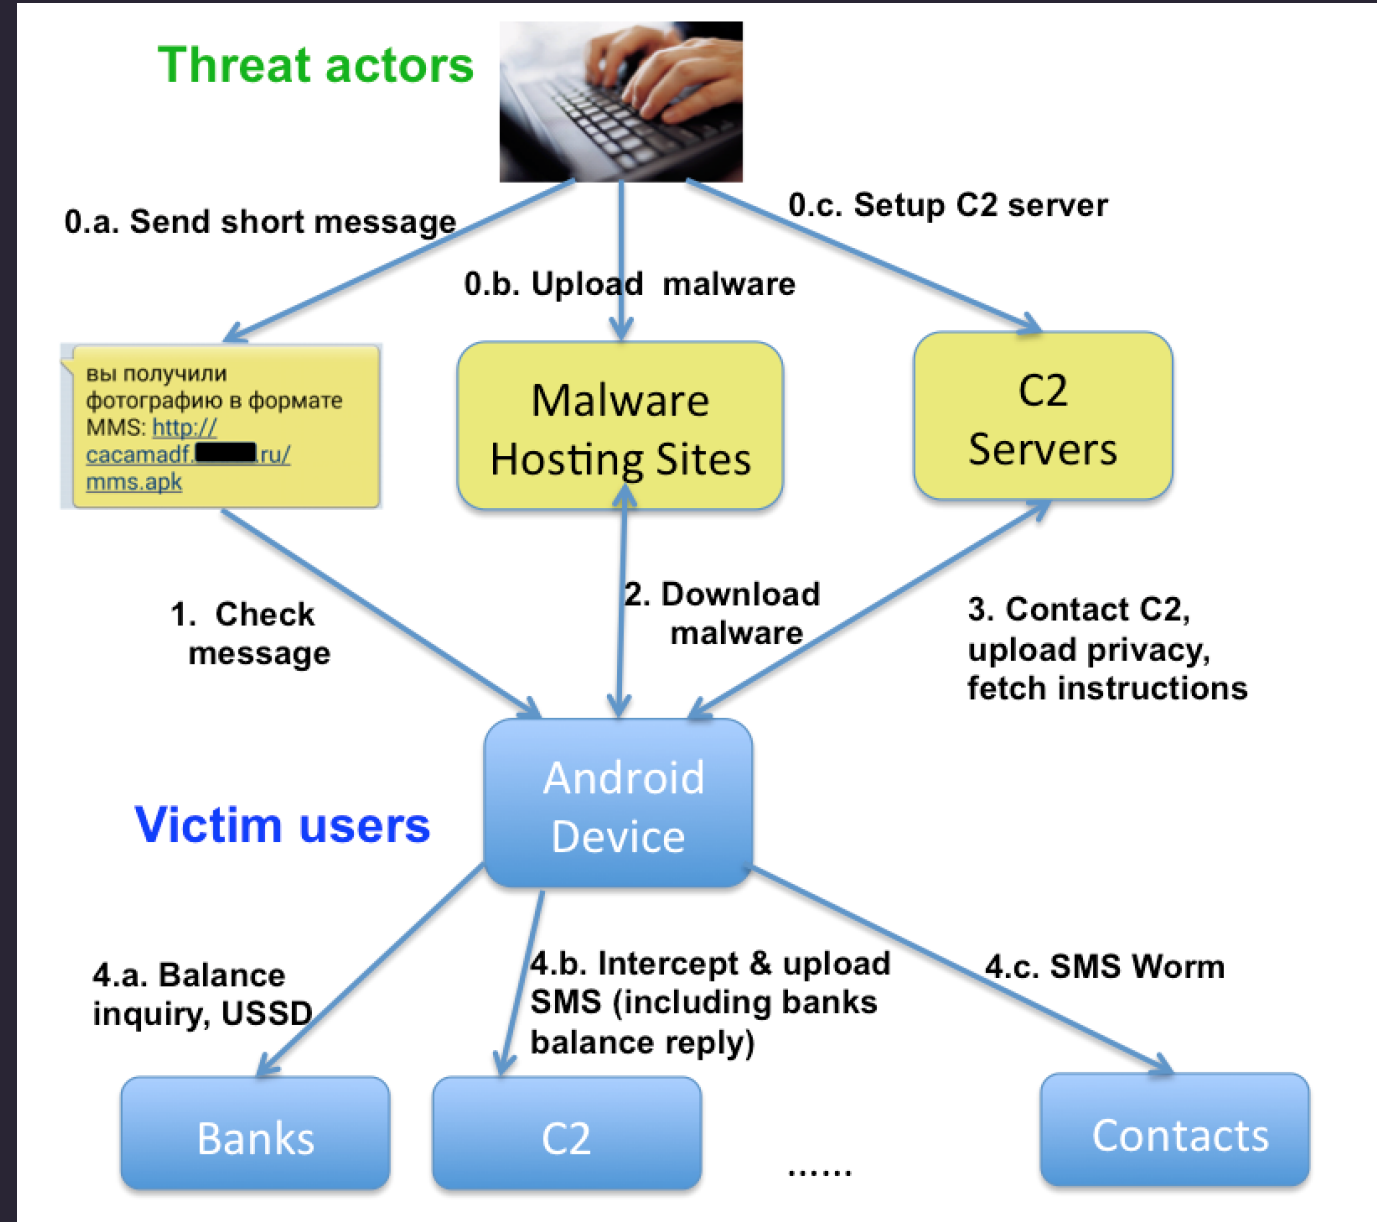 Threat actors
0.a. Send short message
0.c. Setup C2 server
0.b. Upload malware
вы получили
фотографию в формате
MMS: http://
cacamadf. .ru/
mms.apk
Malware
Hosting Sites
C2
Servers
1. Check
message
2. Download
malware
3. Contact C2,
upload privacy,
fetch instructions
Android
Device
Victim users
4.a. Balance
inquiry, USSD
4.b. Intercept & upload
SMS (including banks
balance reply)
4.c. SMS Worm
Banks
C2
......
Contacts